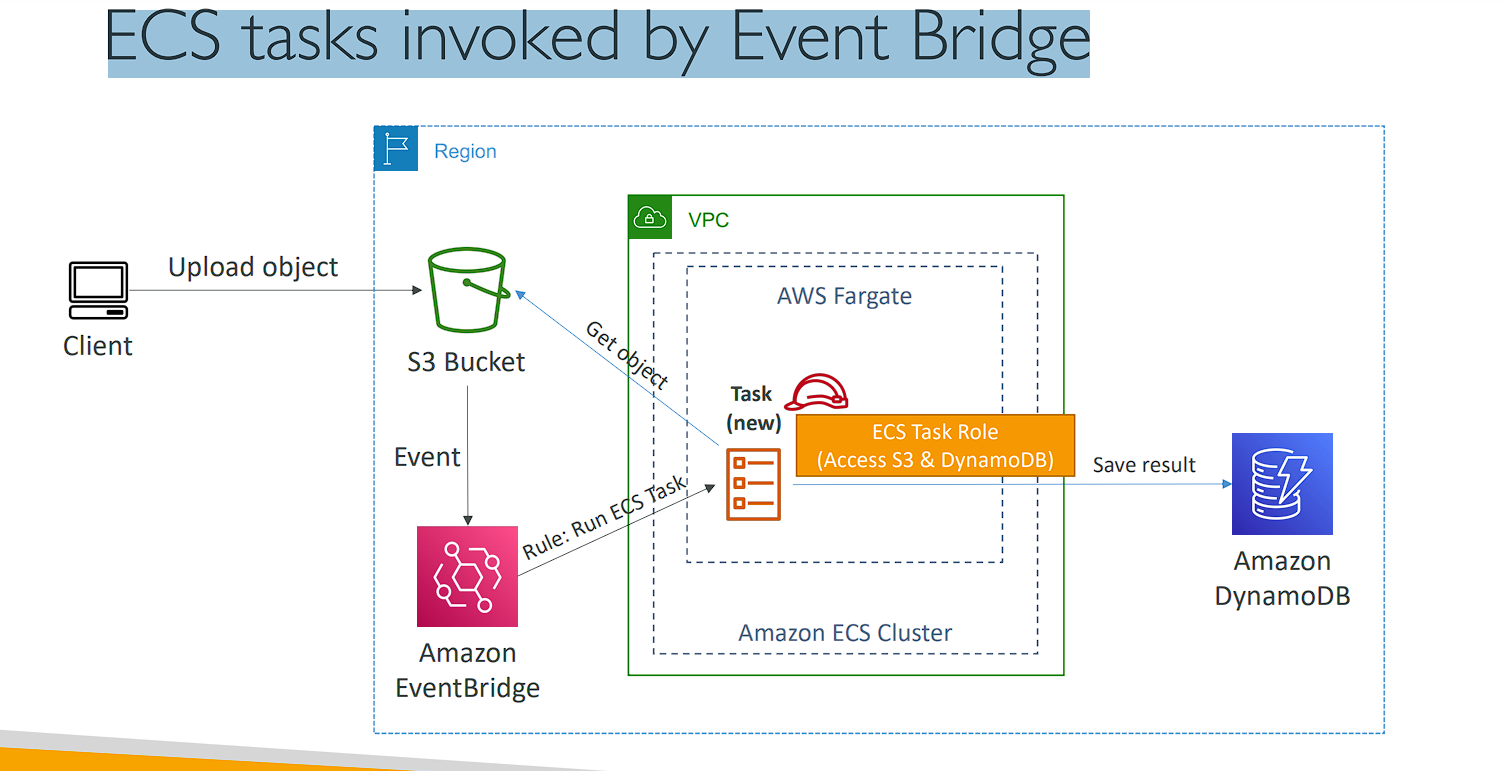 ECS tasks invoked by Event Bridge
Region
VPC
Upload object
AWS Fargate
Client
S3 Bucket
Get object
Task
(new)
ECS Task Role
(Access S3 & DynamoDB)
Event
Rule: Run ECS Task
Save result
Amazon
DynamoDB
Amazon ECS Cluster
Amazon
EventBridge